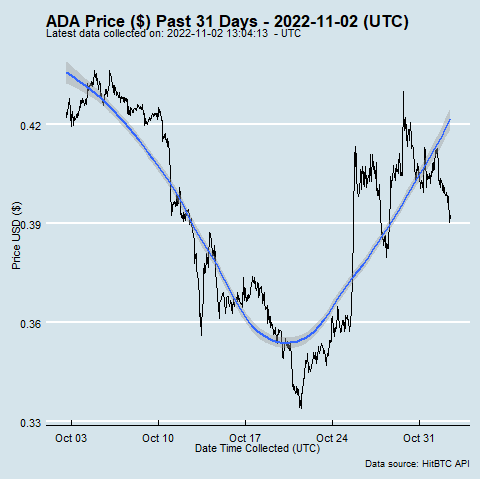 ADA Price ($) Past 31 Days - 2022-11-02 (UTC)
Latest data collected on: 2022-11-02 13:04:13  - UTC
0.42
0.39
0.36
0.33
Price USD ($)
Oct 03 Oct 10 Oct 17 Oct 24 Oct 31
Date Time Collected (UTC)
Data source: HitBTC API